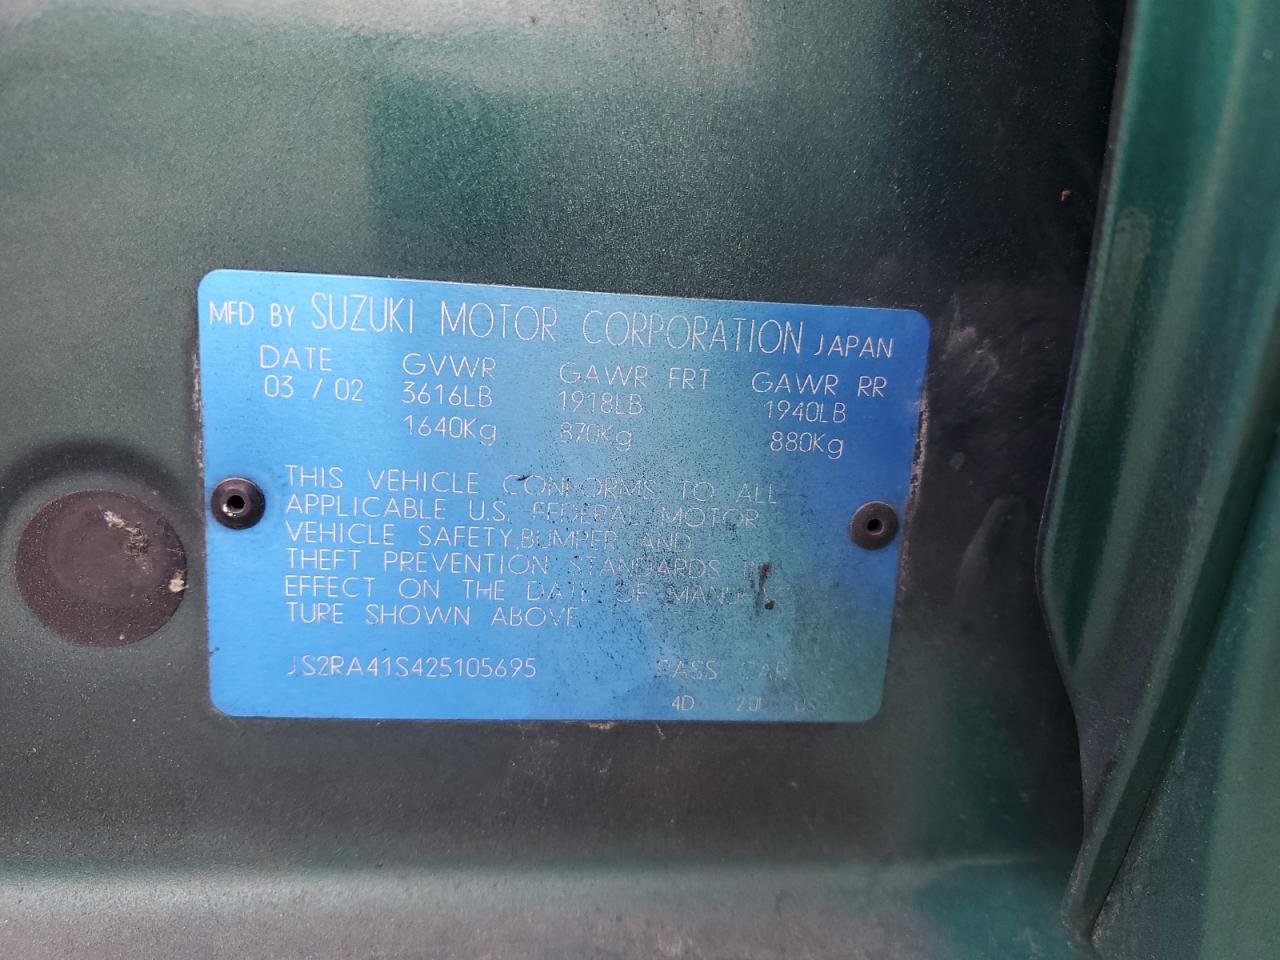 MFD BY SUZUKI MOTOR CORPORATION JAPAN
DATE GVWR GAWR FRT GAWR RR
03 / 02 3616LB 1918LB 1940LB
1640Kg 870Kg 880Kg
THIS VEHICLE CONFORMS TO ALL
APPLICABLE U.S. FEDERAL MOTOR
VEHICLE SAFETY,BUMPER AND
THEFT PREVENTION STANDARDS
EFFECT ON THE DATE OF
TURE SHOWN ABOVE
JS2RA41S425105695 PASS CAR
4D 2.0L